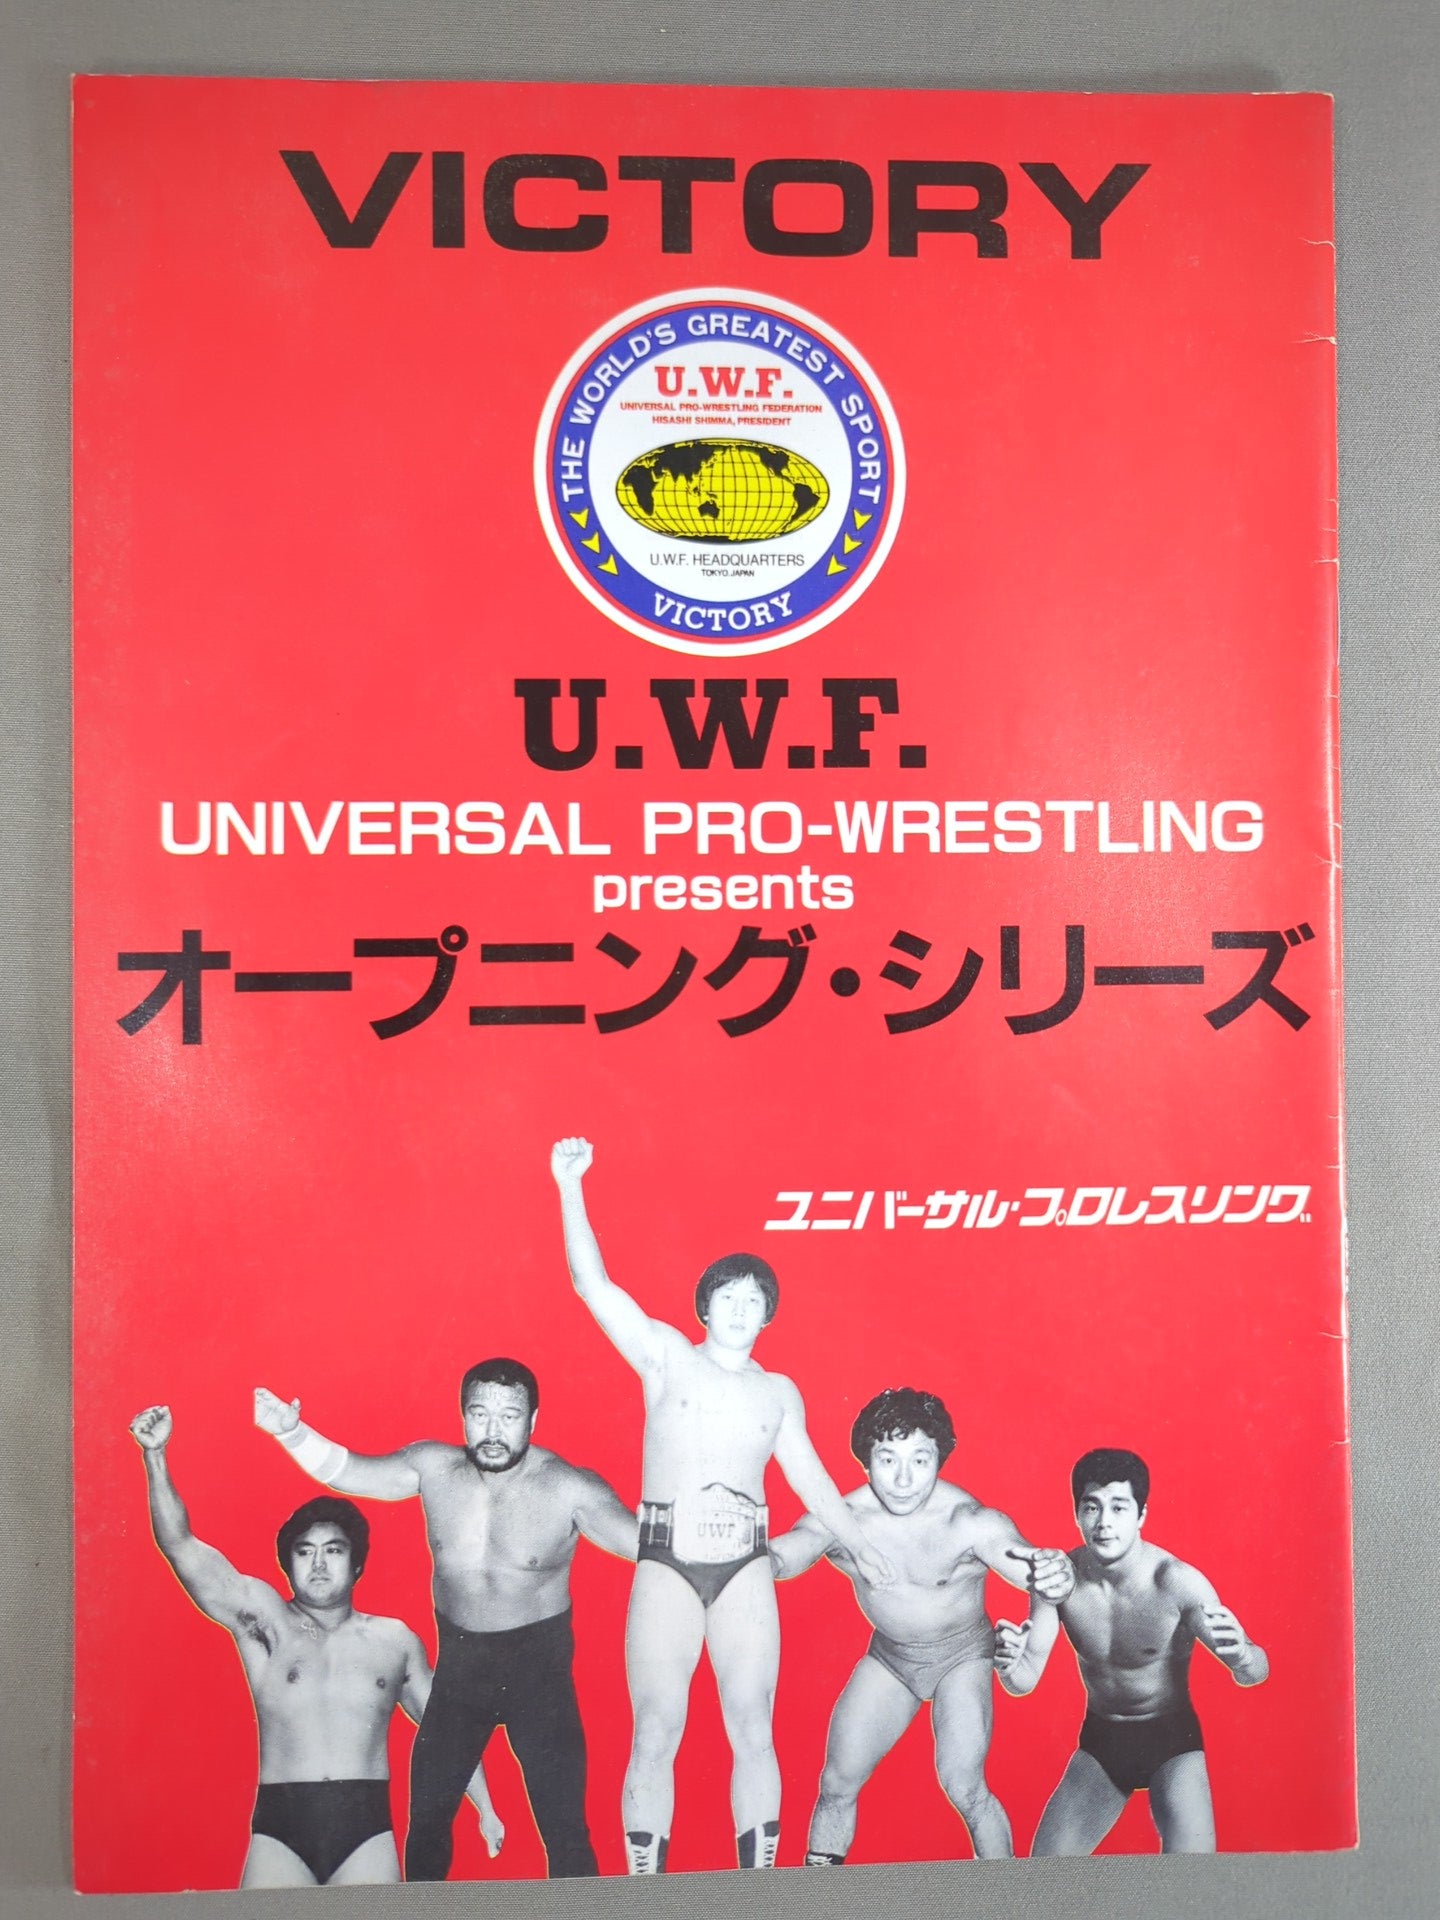 VICTORY
THE WORLD'S GREATEST SPORT
U.W.F.
UNIVERSAL PRO-WRESTLING FEDERATION
HISASHI SHIMMA, PRESIDENT
U.W.F. HEADQUARTERS
TOKYO.JAPAN
VICTORY
U.W.F.
UNIVERSAL PRO-WRESTLING
presents
オープニング・シリーズ
ユニバーサル・プロレスリング
UWF